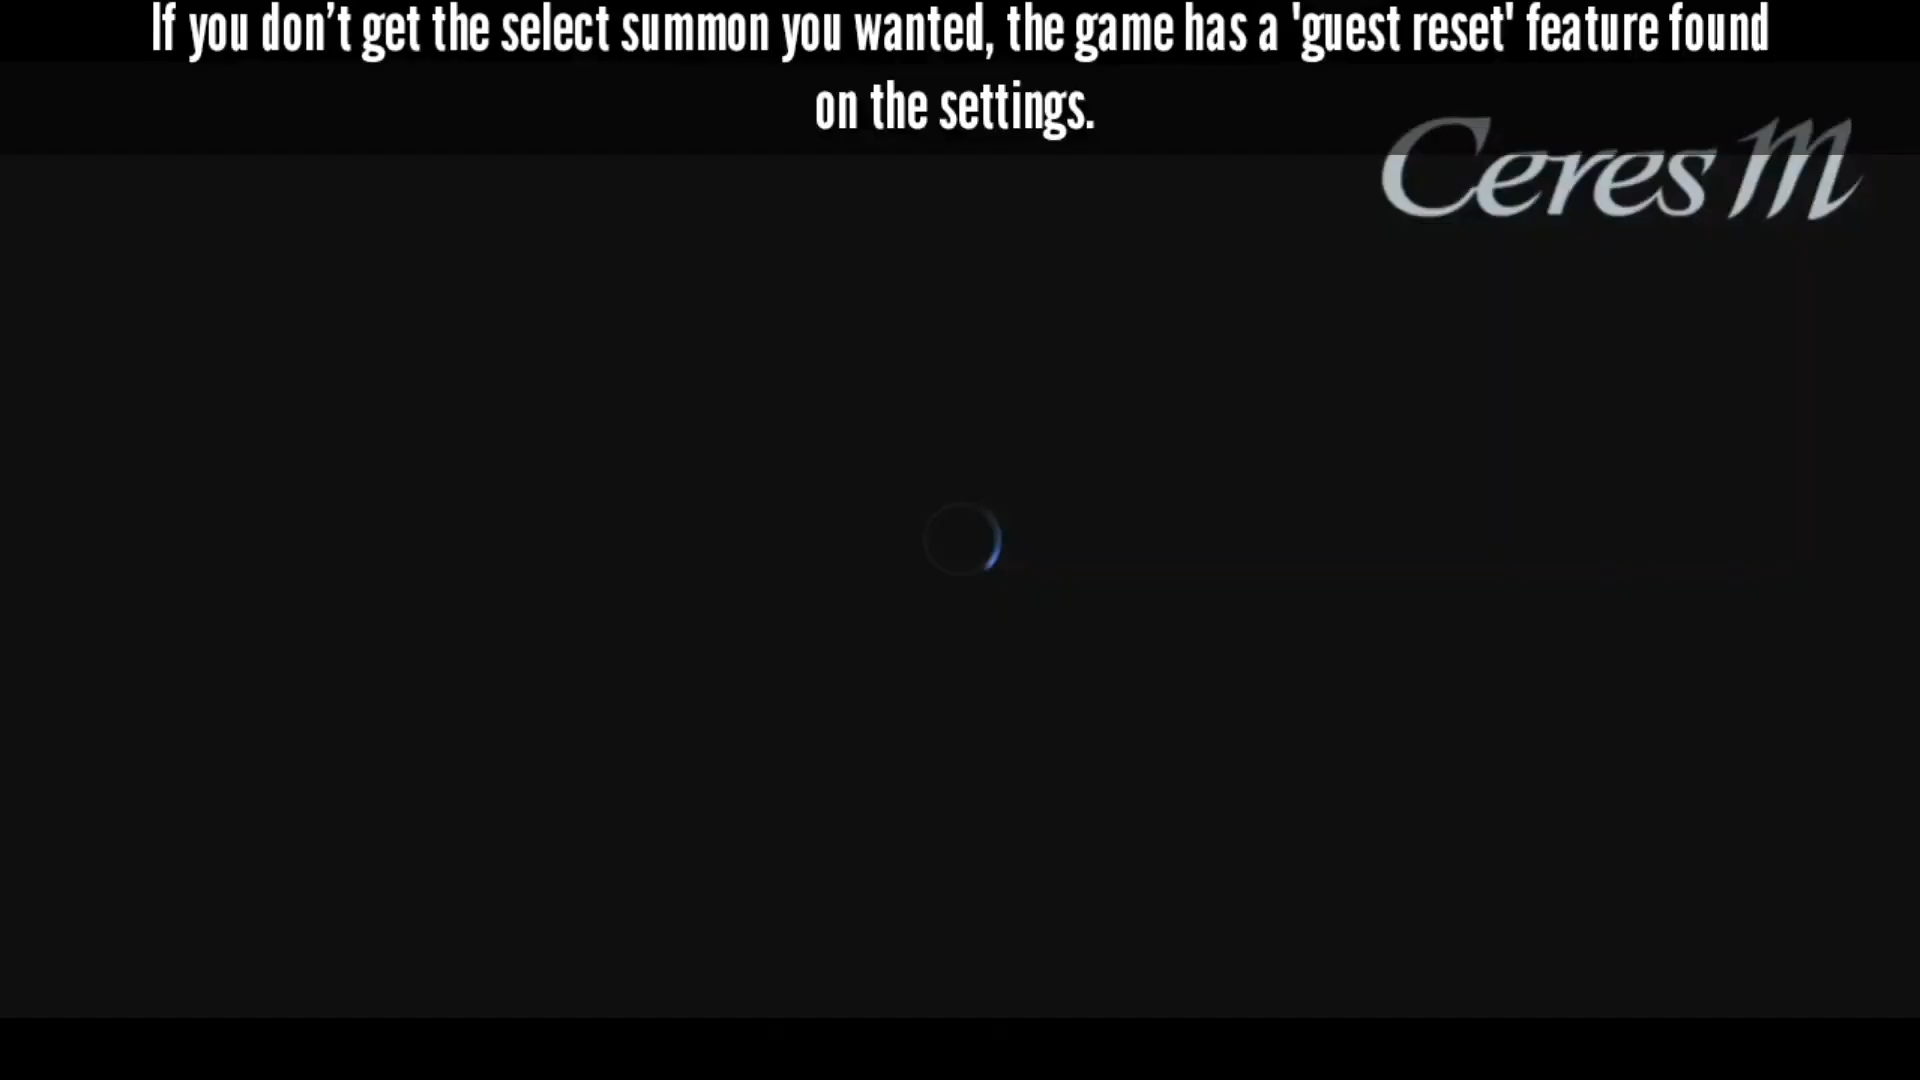 If you don’t get the select summon you wanted, the game has a 'guest reset' feature found
on the settings.
Ceres M